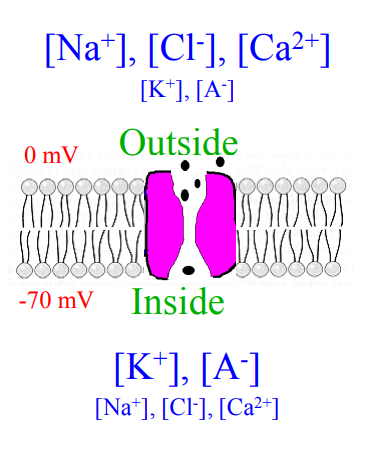 [Na⁺], [Cl⁻], [Ca²⁺]
[K⁺], [A⁻]
Outside
0 mV
-70 mV
Inside
[K⁺], [A⁻]
[Na⁺], [Cl⁻], [Ca²⁺]